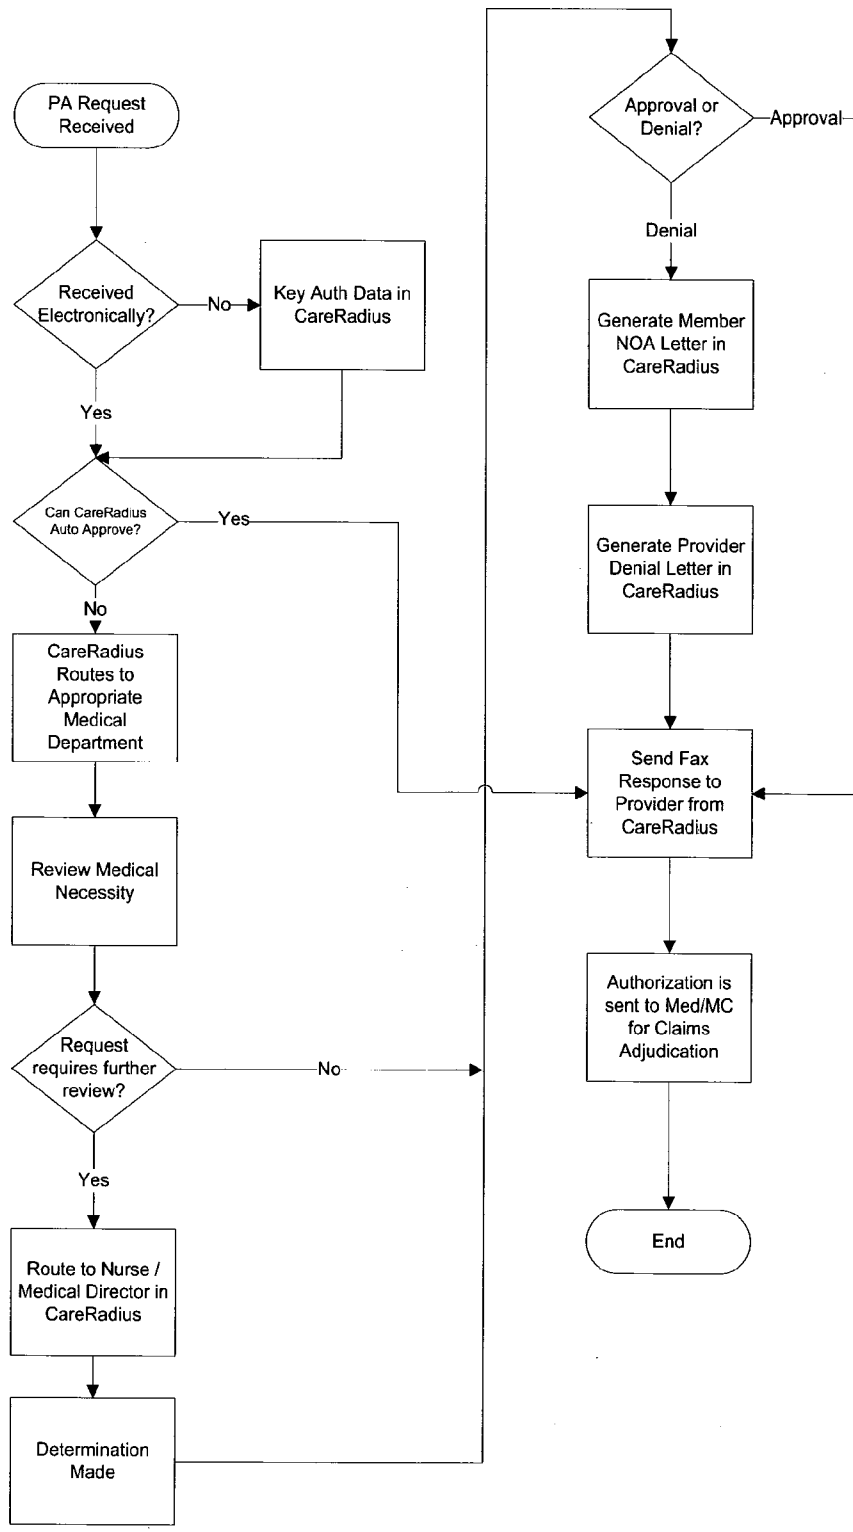 PA Request
Received
Received
Electronically?
No
Key Auth Data in
CareRadius
Yes
Can CareRadius
Auto Approve?
Yes
No
CareRadius
Routes to
Appropriate
Medical
Department
Review Medical
Necessity
Request
requires further
review?
No
Yes
Route to Nurse /
Medical Director in
CareRadius
Determination
Made
Approval or
Denial?
Approval
Denial
Generate Member
NOA Letter in
CareRadius
Generate Provider
Denial Letter in
CareRadius
Send Fax
Response to
Provider from
CareRadius
Authorization is
sent to Med/MC
for Claims
Adjudication
End